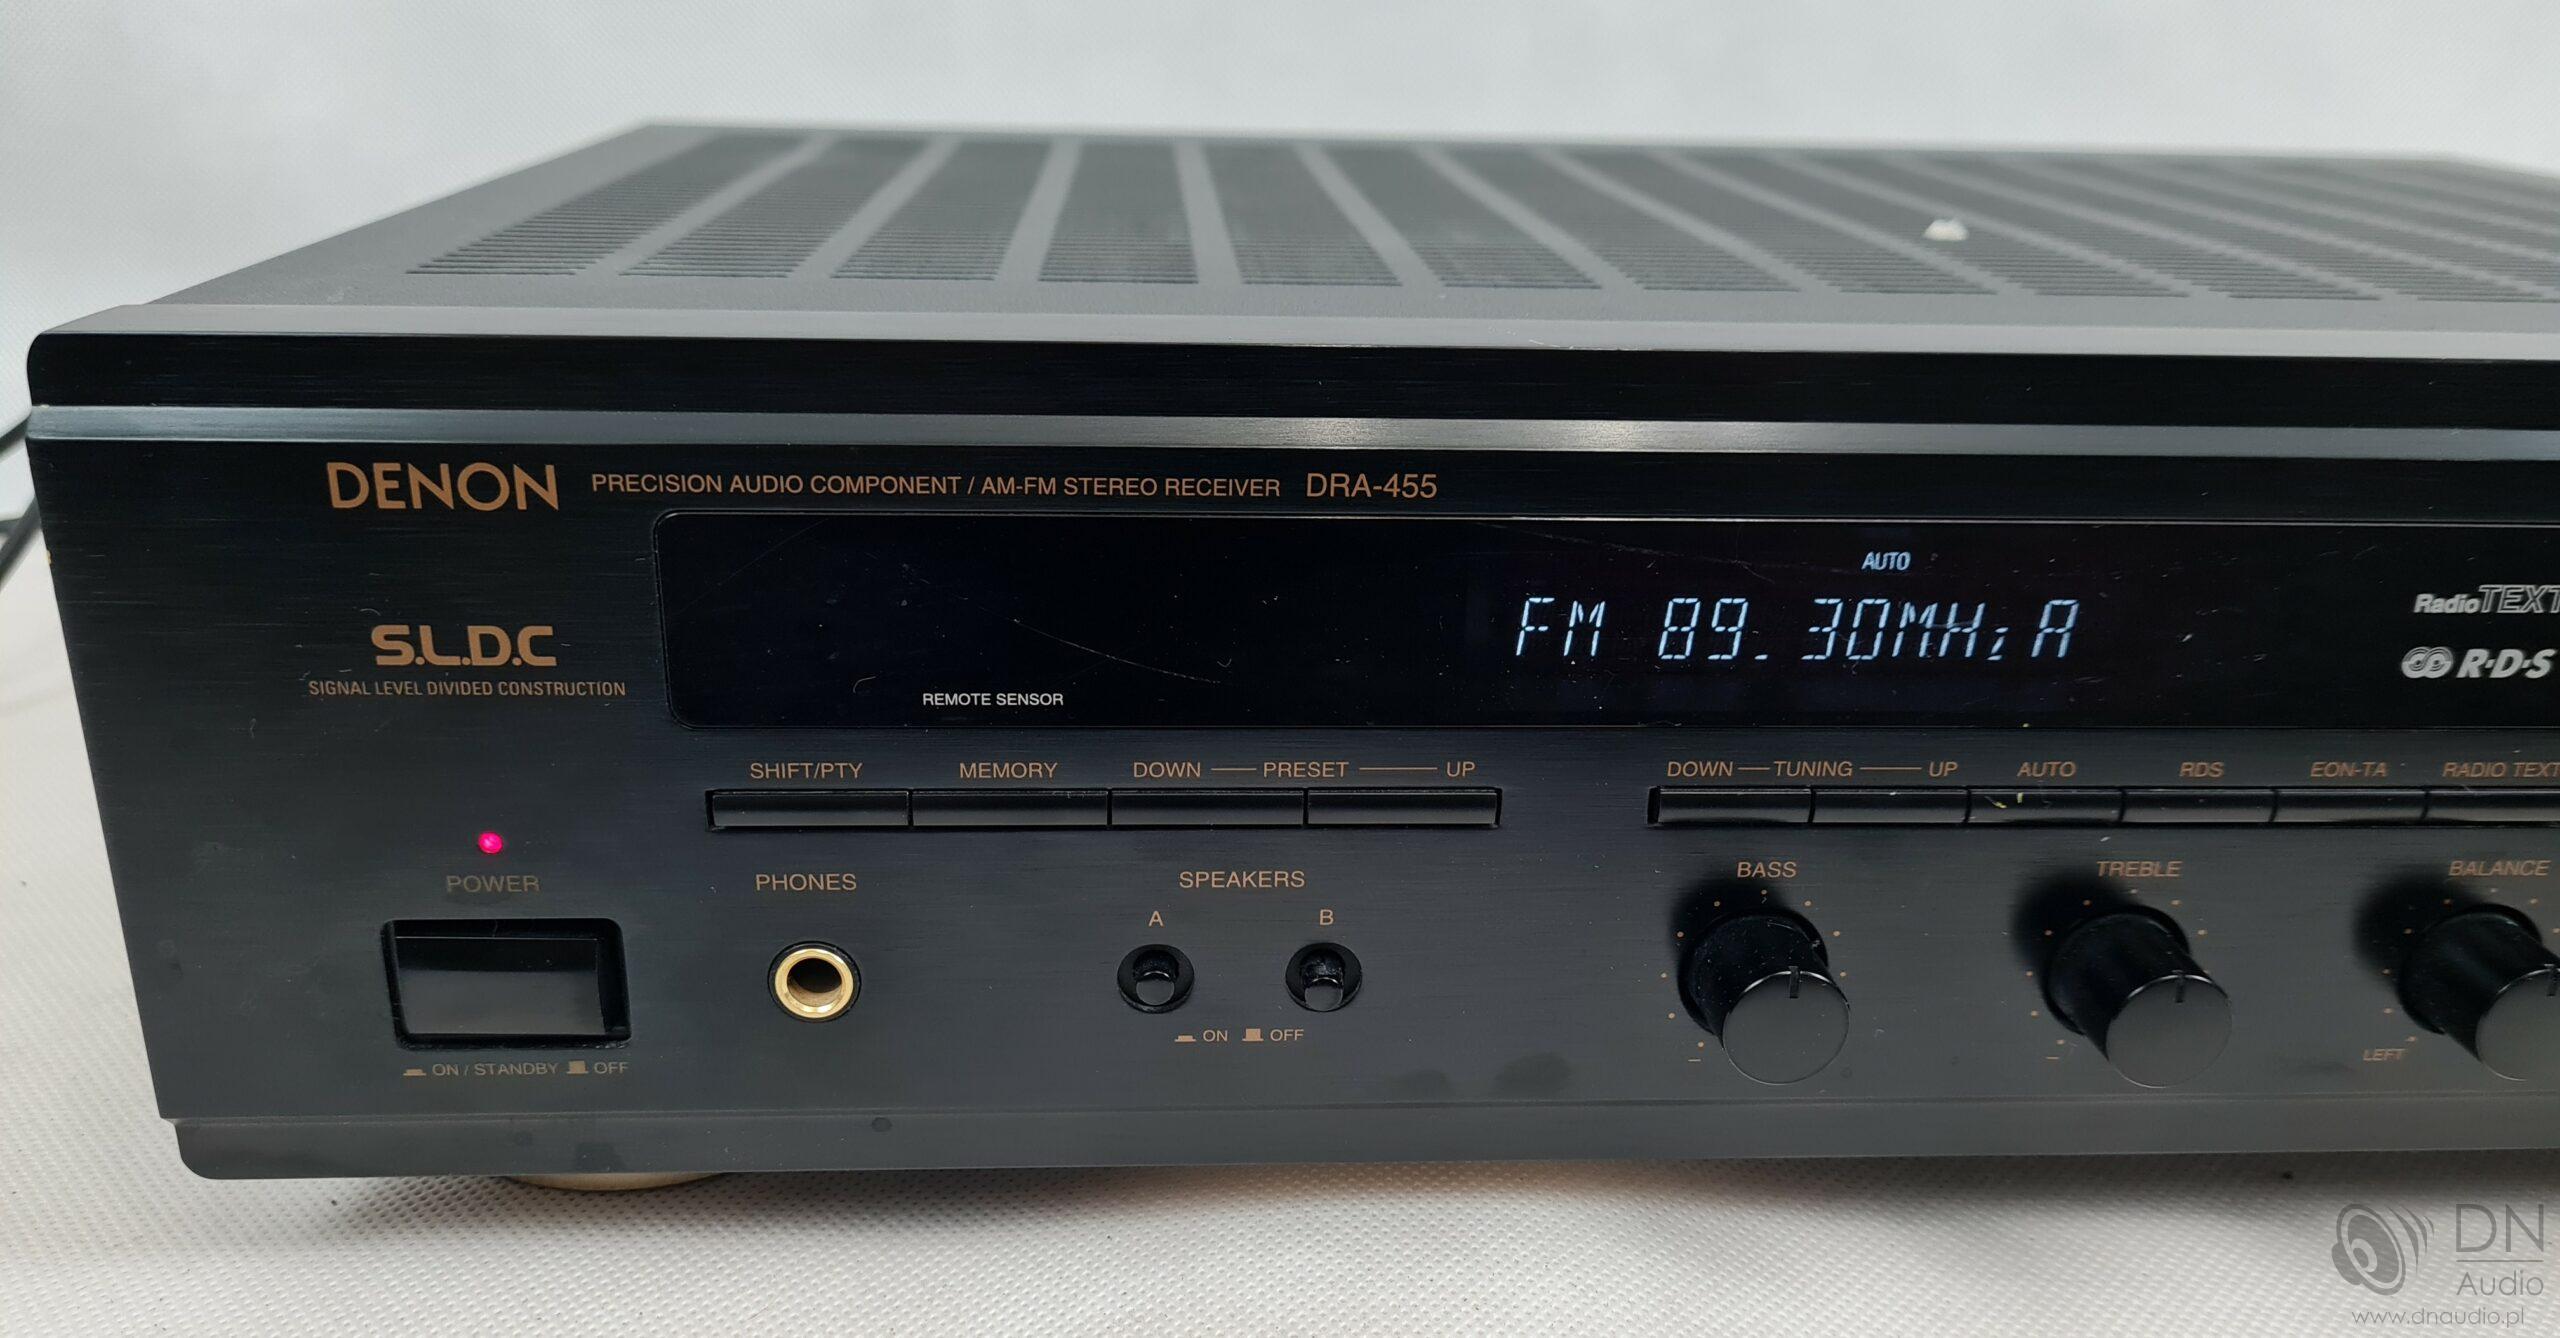 DENON PRECISION AUDIO COMPONENT / AM-FM STEREO RECEIVER DRA-455
AUTO
FM 89.30MHz A
RadioTEXT
R·D·S
S.L.D.C
SIGNAL LEVEL DIVIDED CONSTRUCTION
REMOTE SENSOR
SHIFT/PTY MEMORY DOWN PRESET UP DOWN TUNING UP AUTO RDS EON-TA RADIO TEXT
POWER
PHONES
SPEAKERS
A B
ON OFF
BASS TREBLE BALANCE
− −
LEFT
ON / STANDBY OFF
DN
Audio
www.dnaudio.pl